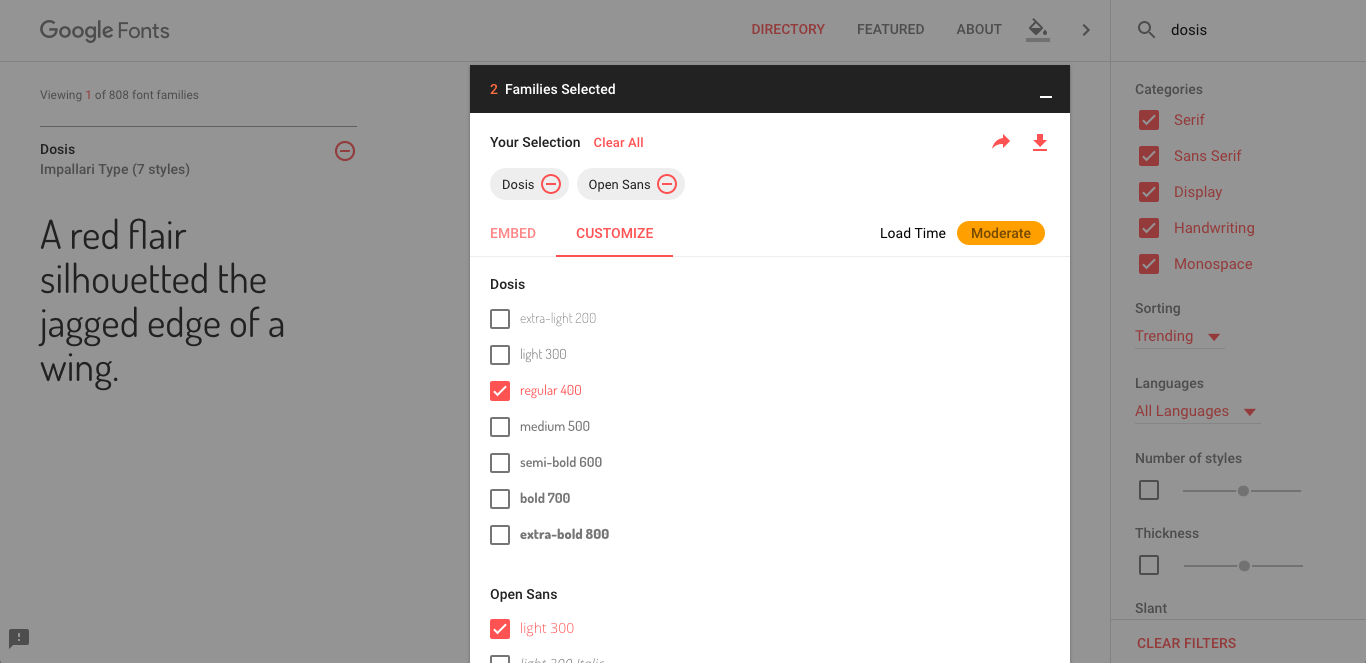 Google Fonts
DIRECTORY
FEATURED
ABOUT
dosis
Viewing 1 of 808 font families
Dosis
Impallari Type (7 styles)
A red flair
silhouetted the
jagged edge of a
wing.
2 Families Selected
Your Selection Clear All
Dosis
Open Sans
EMBED
CUSTOMIZE
Load Time Moderate
Dosis
extra-light 200
light 300
regular 400
medium 500
semi-bold 600
bold 700
extra-bold 800
Open Sans
light 300
light 300 Italic
Categories
Serif
Sans Serif
Display
Handwriting
Monospace
Sorting
Trending
Languages
All Languages
Number of styles
Thickness
Slant
CLEAR FILTERS